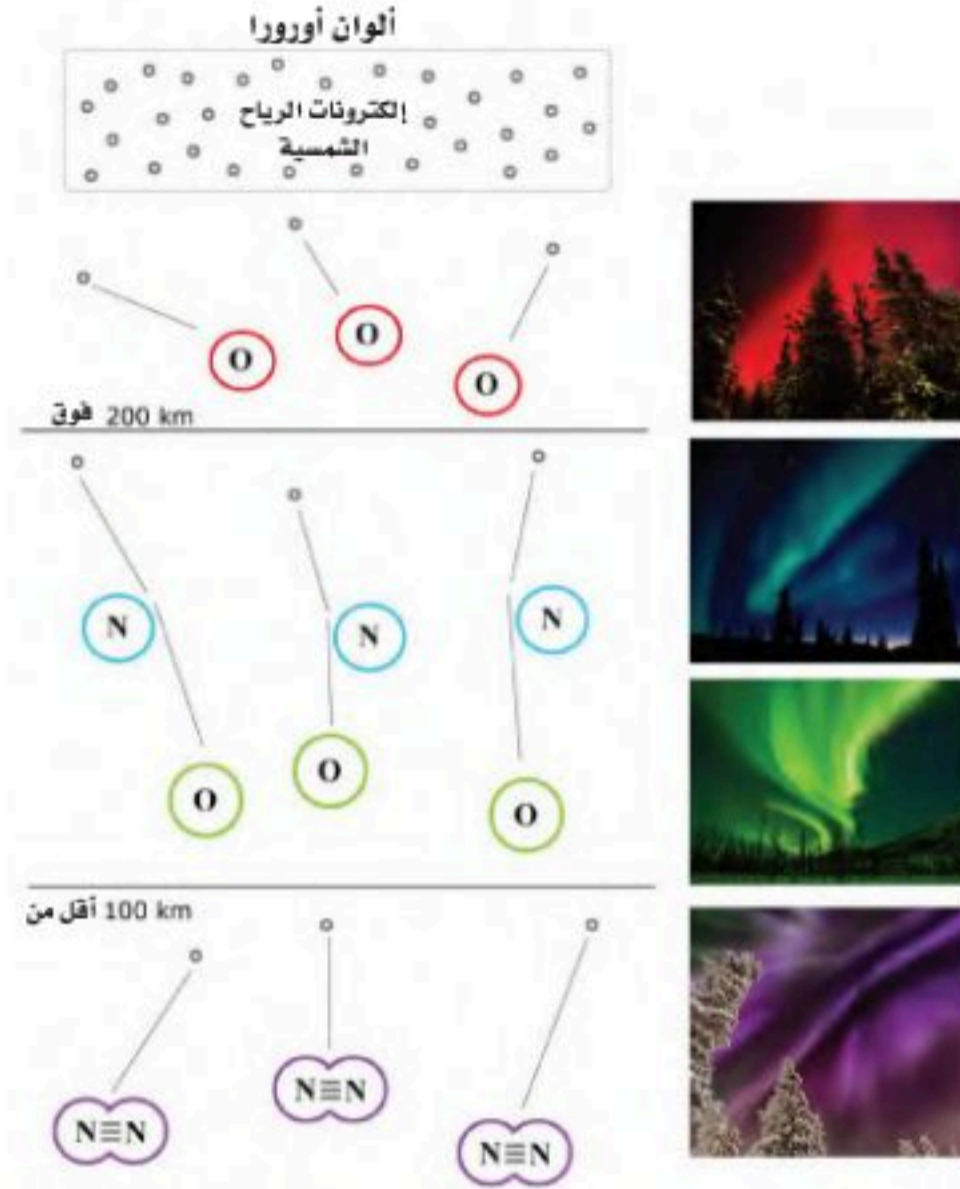 ألوان أورورا
إلكترونات الرياح
الشمسية
O
O
O
فوق 200 km
N
N
N
O
O
O
أقل من 100 km
N≡N
N≡N
N≡N